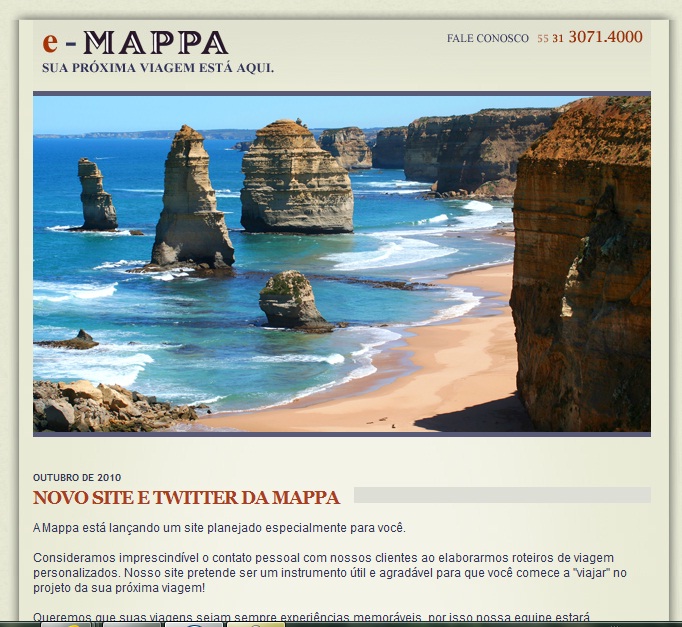 e - MAPPA
FALE CONOSCO 55 31 3071.4000
SUA PRÓXIMA VIAGEM ESTÁ AQUI.
OUTUBRO DE 2010
NOVO SITE E TWITTER DA MAPPA
A Mappa está lançando um site planejado especialmente para você.
Consideramos imprescindível o contato pessoal com nossos clientes ao elaborarmos roteiros de viagem
personalizados. Nosso site pretende ser um instrumento útil e agradável para que você comece a "viajar" no
projeto da sua próxima viagem!
Queremos que suas viagens sejam sempre experiências memoráveis, por isso nossa equipe estará